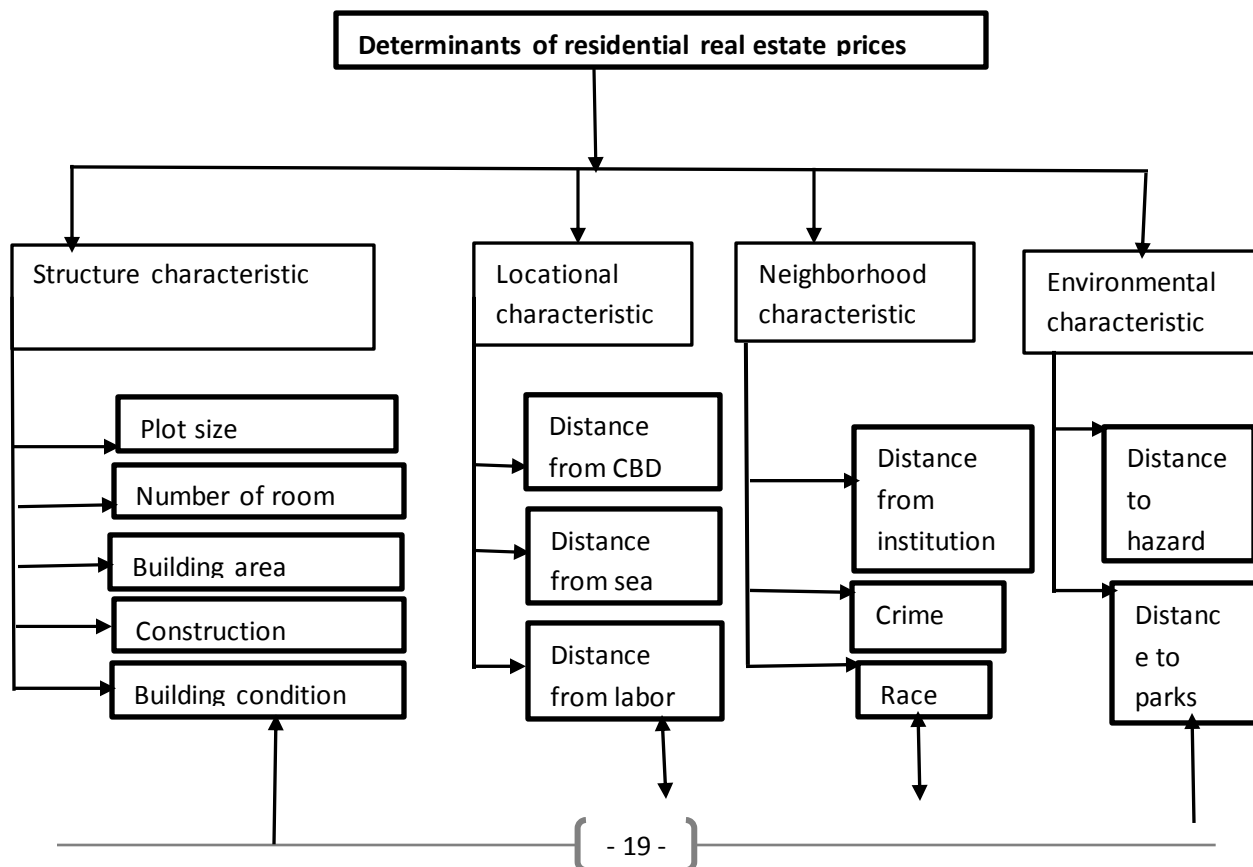 Determinants of residential real estate prices
Structure characteristic
Locational
characteristic
Neighborhood
characteristic
Environmental
characteristic
Plot size
Number of room
Building area
Construction
Building condition
Distance
from CBD
Distance
from sea
Distance
from labor
Distance
from
institution
Crime
Race
Distance
to
hazard
Distanc
e to
parks
- 19 -